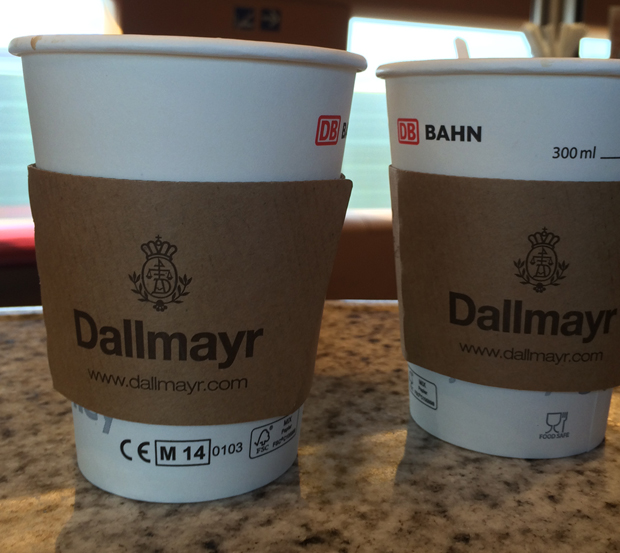 DB
DB BAHN
300 ml
Dallmayr
www.dallmayr.com
Dallmayr
www.dallmayr.com
CE M 14 0103
FSC
MIX
FOOD SAFE